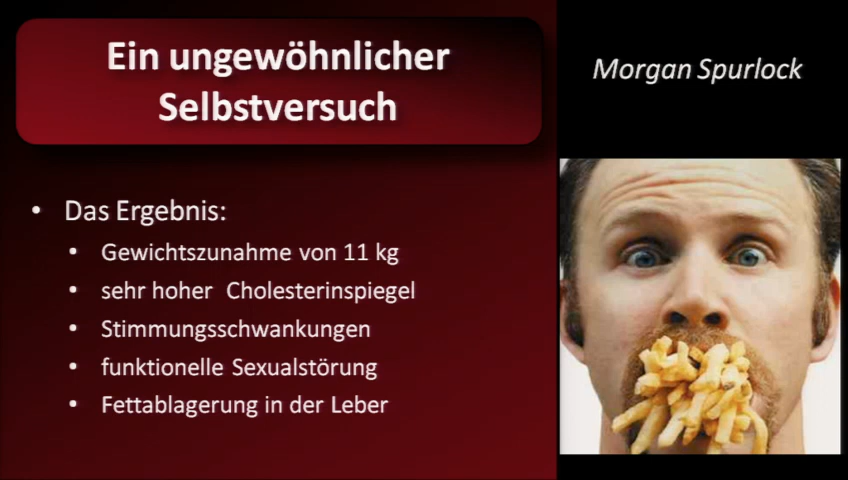 Ein ungewöhnlicher
Selbstversuch
Morgan Spurlock
• Das Ergebnis:
• Gewichtszunahme von 11 kg
• sehr hoher Cholesterinspiegel
• Stimmungsschwankungen
• funktionelle Sexualstörung
• Fettablagerung in der Leber